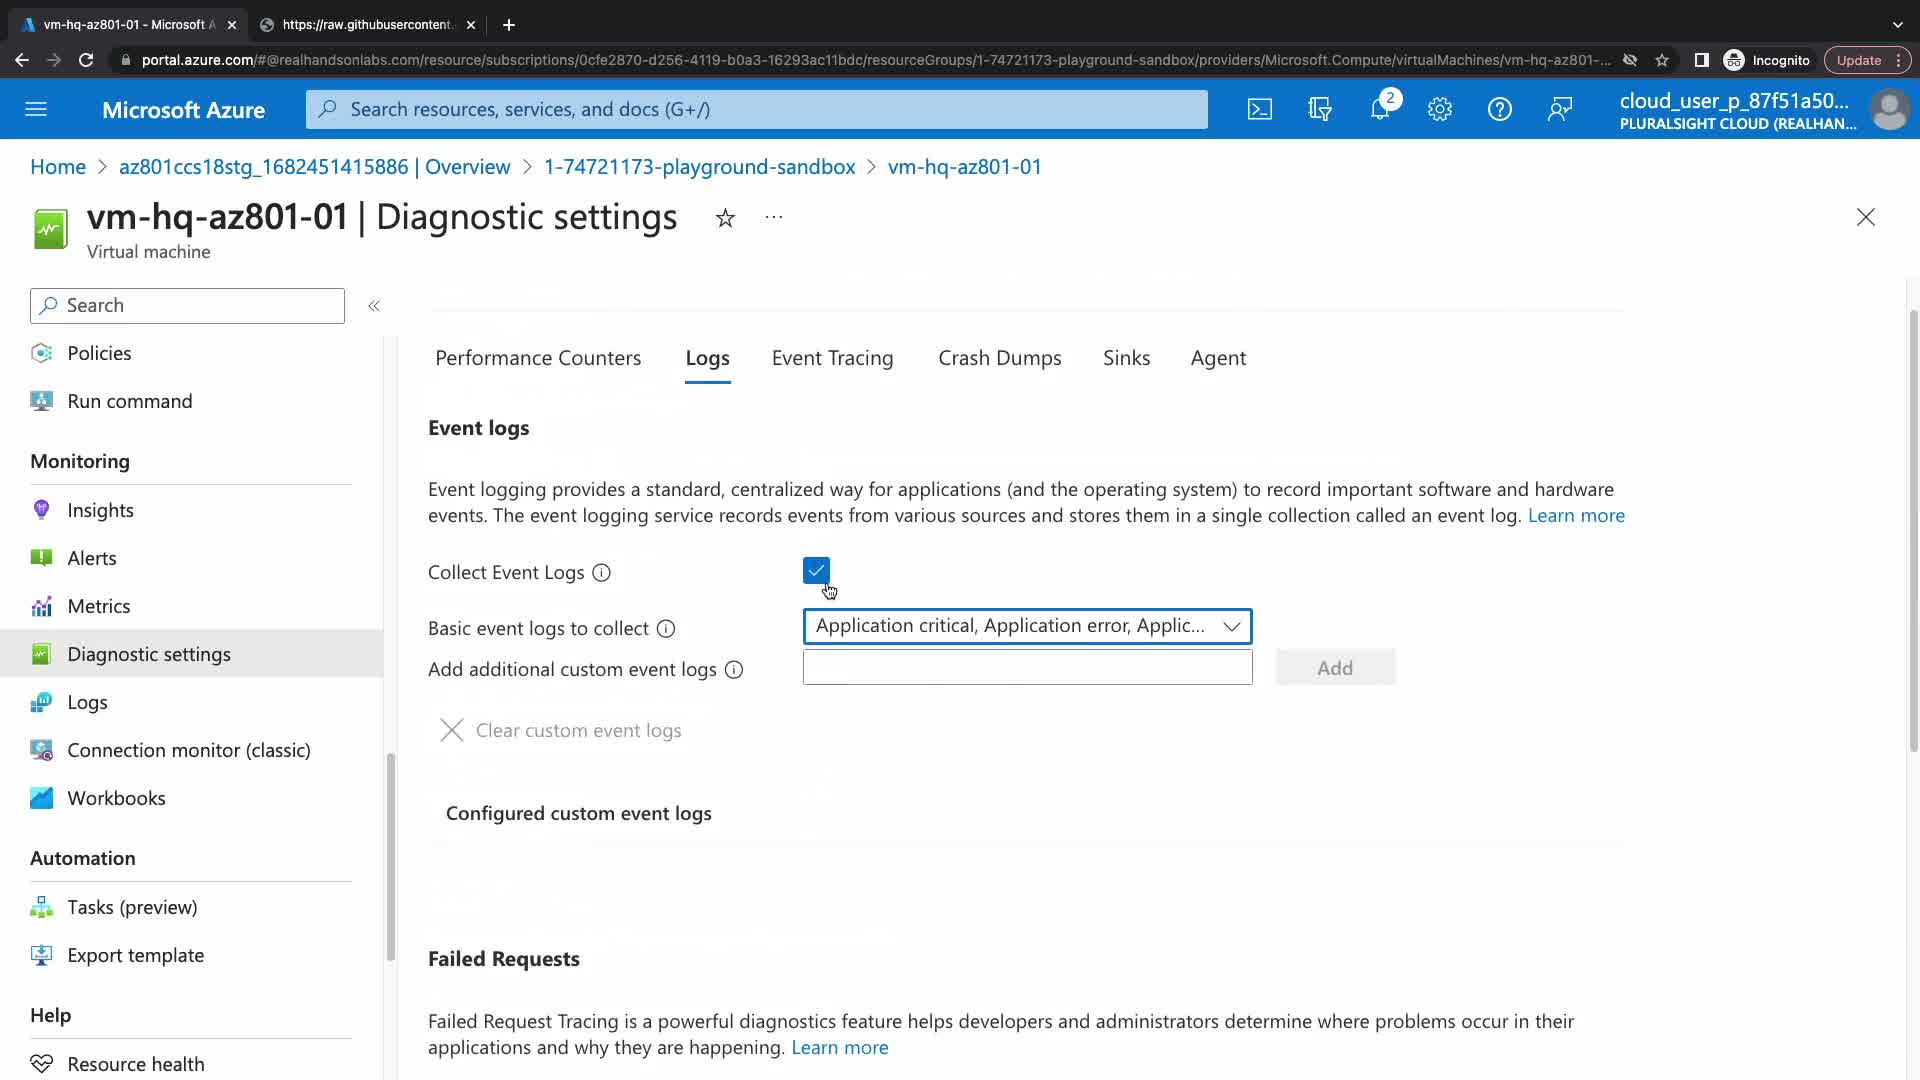 vm-hq-az801-01 - Microsoft A
https://raw.githubusercontent.
portal.azure.com/#@realhandsonlabs.com/resource/subscriptions/0cfe2870-d256-4119-b0a3-16293ac11bdc/resourceGroups/1-74721173-playground-sandbox/providers/Microsoft.Compute/virtualMachines/vm-hq-az801-...
Incognito
Update
Microsoft Azure
Search resources, services, and docs (G+/)
2
cloud_user_p_87f51a50...
PLURALSIGHT CLOUD (REALHAN...
Home > az801ccs18stg_1682451415886 | Overview > 1-74721173-playground-sandbox > vm-hq-az801-01
vm-hq-az801-01 | Diagnostic settings
Virtual machine
Search
Policies
Run command
Monitoring
Insights
Alerts
Metrics
Diagnostic settings
Logs
Connection monitor (classic)
Workbooks
Automation
Tasks (preview)
Export template
Help
Resource health
Performance Counters
Logs
Event Tracing
Crash Dumps
Sinks
Agent
Event logs
Event logging provides a standard, centralized way for applications (and the operating system) to record important software and hardware
events. The event logging service records events from various sources and stores them in a single collection called an event log. Learn more
Collect Event Logs
Basic event logs to collect
Application critical, Application error, Applic...
Add additional custom event logs
Add
Clear custom event logs
Configured custom event logs
Failed Requests
Failed Request Tracing is a powerful diagnostics feature helps developers and administrators determine where problems occur in their
applications and why they are happening. Learn more